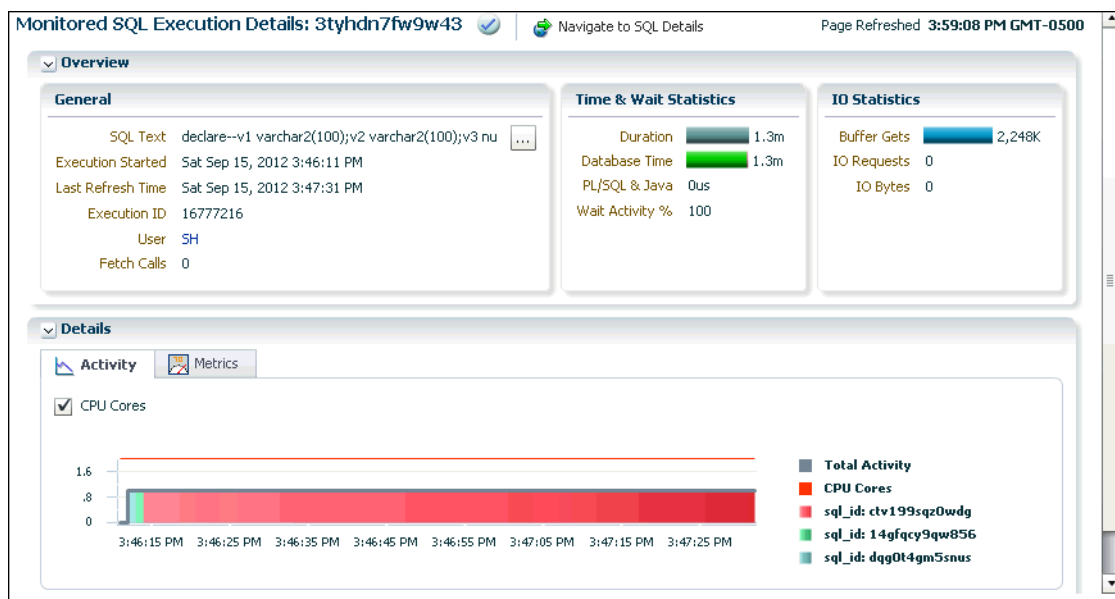 Monitored SQL Execution Details: 3tyhdn7fw9w43
Navigate to SQL Details
Page Refreshed 3:59:08 PM GMT-0500
Overview
General
SQL Text declare--v1 varchar2(100);v2 varchar2(100);v3 nu ...
Execution Started Sat Sep 15, 2012 3:46:11 PM
Last Refresh Time Sat Sep 15, 2012 3:47:31 PM
Execution ID 16777216
User SH
Fetch Calls 0
Time & Wait Statistics
Duration 1.3m
Database Time 1.3m
PL/SQL & Java 0us
Wait Activity % 100
IO Statistics
Buffer Gets 2,248K
IO Requests 0
IO Bytes 0
Details
Activity
Metrics
CPU Cores
1.6
.8
0
3:46:15 PM 3:46:25 PM 3:46:35 PM 3:46:45 PM 3:46:55 PM 3:47:05 PM 3:47:15 PM 3:47:25 PM
Total Activity
CPU Cores
sql_id: ctv199sqz0wdg
sql_id: 14gfqcy9qw856
sql_id: dqg0t4gm5snus